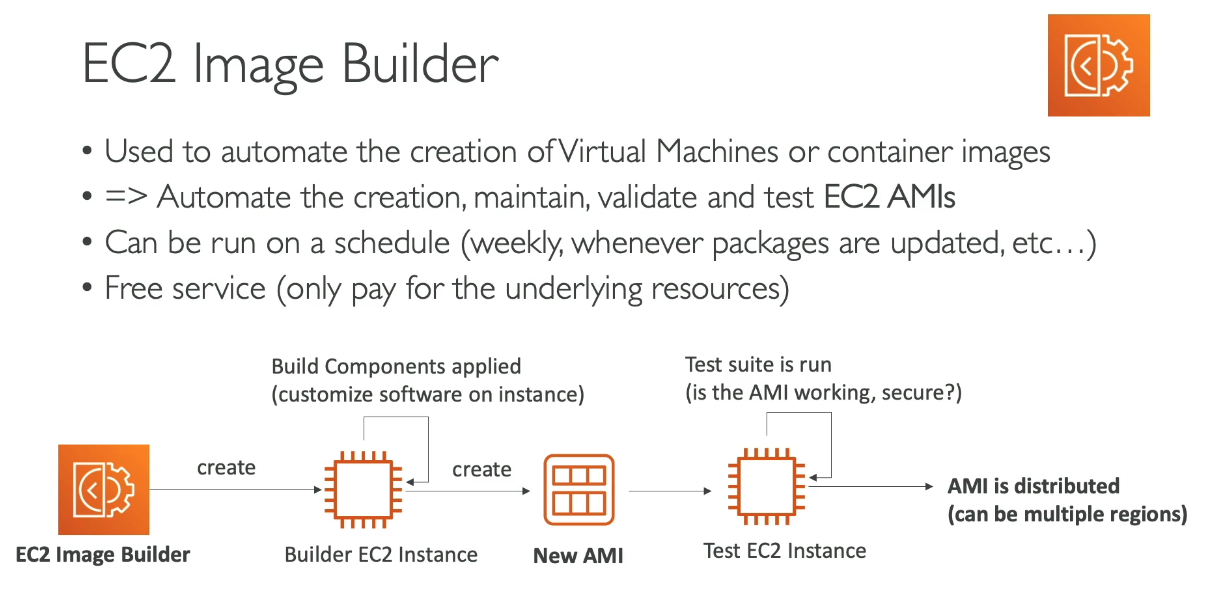 EC2 Image Builder
• Used to automate the creation of Virtual Machines or container images
• => Automate the creation, maintain, validate and test EC2 AMIs
• Can be run on a schedule (weekly, whenever packages are updated, etc…)
• Free service (only pay for the underlying resources)
Build Components applied
(customize software on instance)
Test suite is run
(is the AMI working, secure?)
create
create
AMI is distributed
(can be multiple regions)
EC2 Image Builder
Builder EC2 Instance
New AMI
Test EC2 Instance